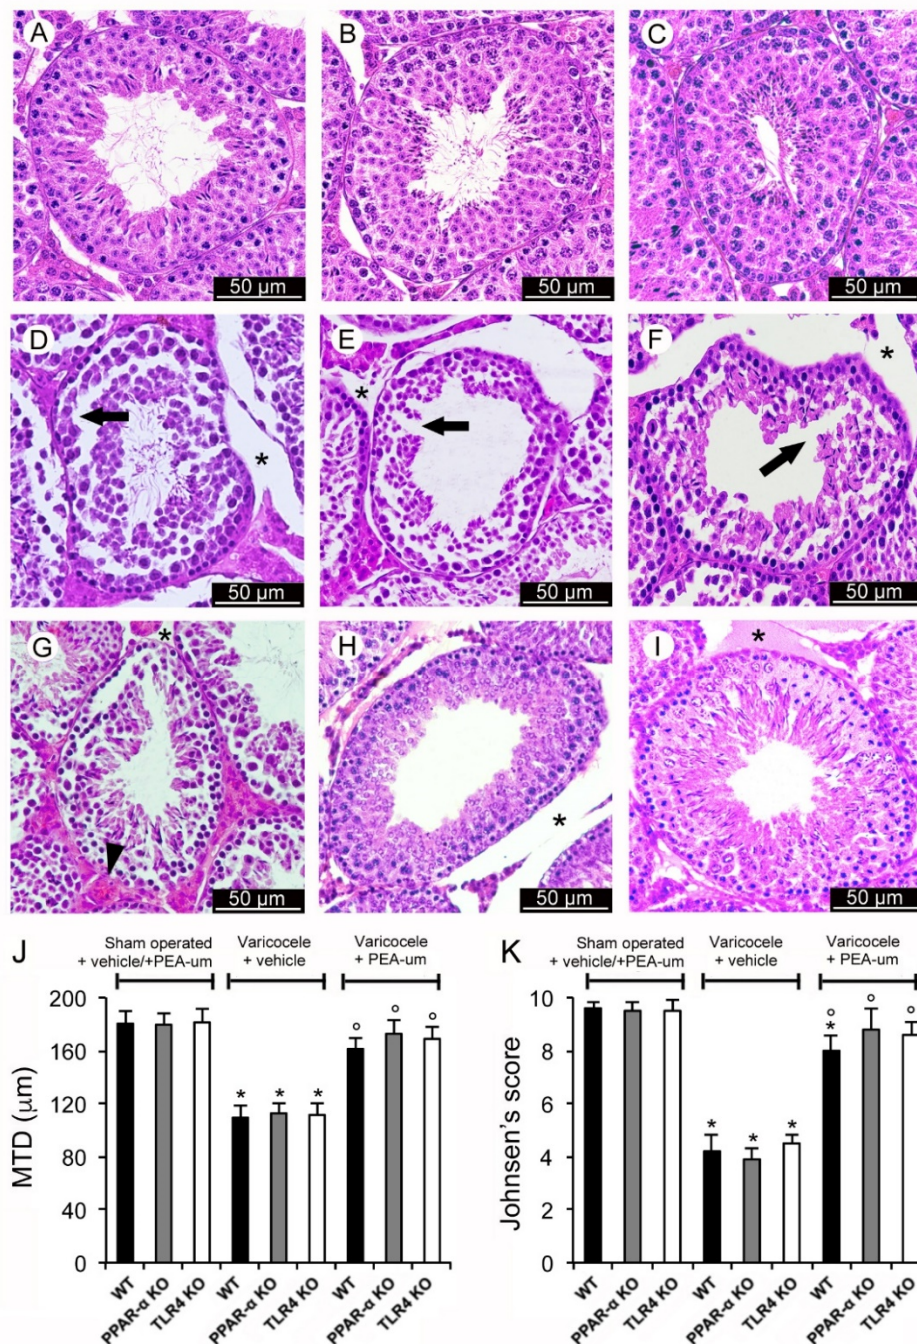 A
B
C
50 µm
50 µm
50 µm
D
E
F
*
*
*
50 µm
50 µm
50 µm
G
H
I
*
*
*
50 µm
50 µm
50 µm
J
Sham operated
+ vehicle/+PEA-um
Varicocele
+ vehicle
Varicocele
+ PEA-um
200
160
120
80
40
0
MTD (µm)
* * *
° ° °
WT
PPAR-α KO
TLR4 KO
WT
PPAR-α KO
TLR4 KO
WT
PPAR-α KO
TLR4 KO
K
Sham operated
+ vehicle/+PEA-um
Varicocele
+ vehicle
Varicocele
+ PEA-um
10
8
6
4
2
0
Johnsen's score
* * *
° ° °
*
WT
PPAR-α KO
TLR4 KO
WT
PPAR-α KO
TLR4 KO
WT
PPAR-α KO
TLR4 KO